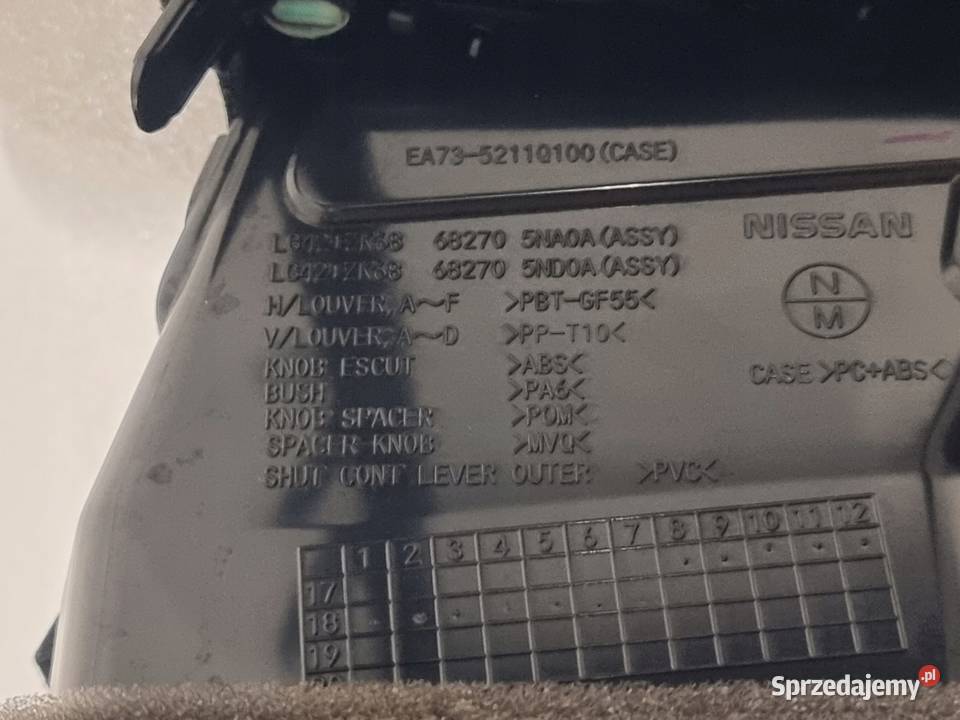 EA73-5211Q100(CASE)
NISSAN
68270 5NA0A(ASSY)
68270 5ND0A(ASSY)
N
M
H/LOUVER,A~F >PBT-GF55<
V/LOUVER,A~D >PP-T10<
KNOB ESCUT >ABS<
CASE >PC+ABS<
BUSH >PA6<
KNOB SPACER >POM<
SPACER-KNOB >MVQ<
SHUT CONT LEVER OUTER >PVC<
1 2 3 4 5 6 7 8 9 10 11 12
17
18
19
Sprzedajemy.pl